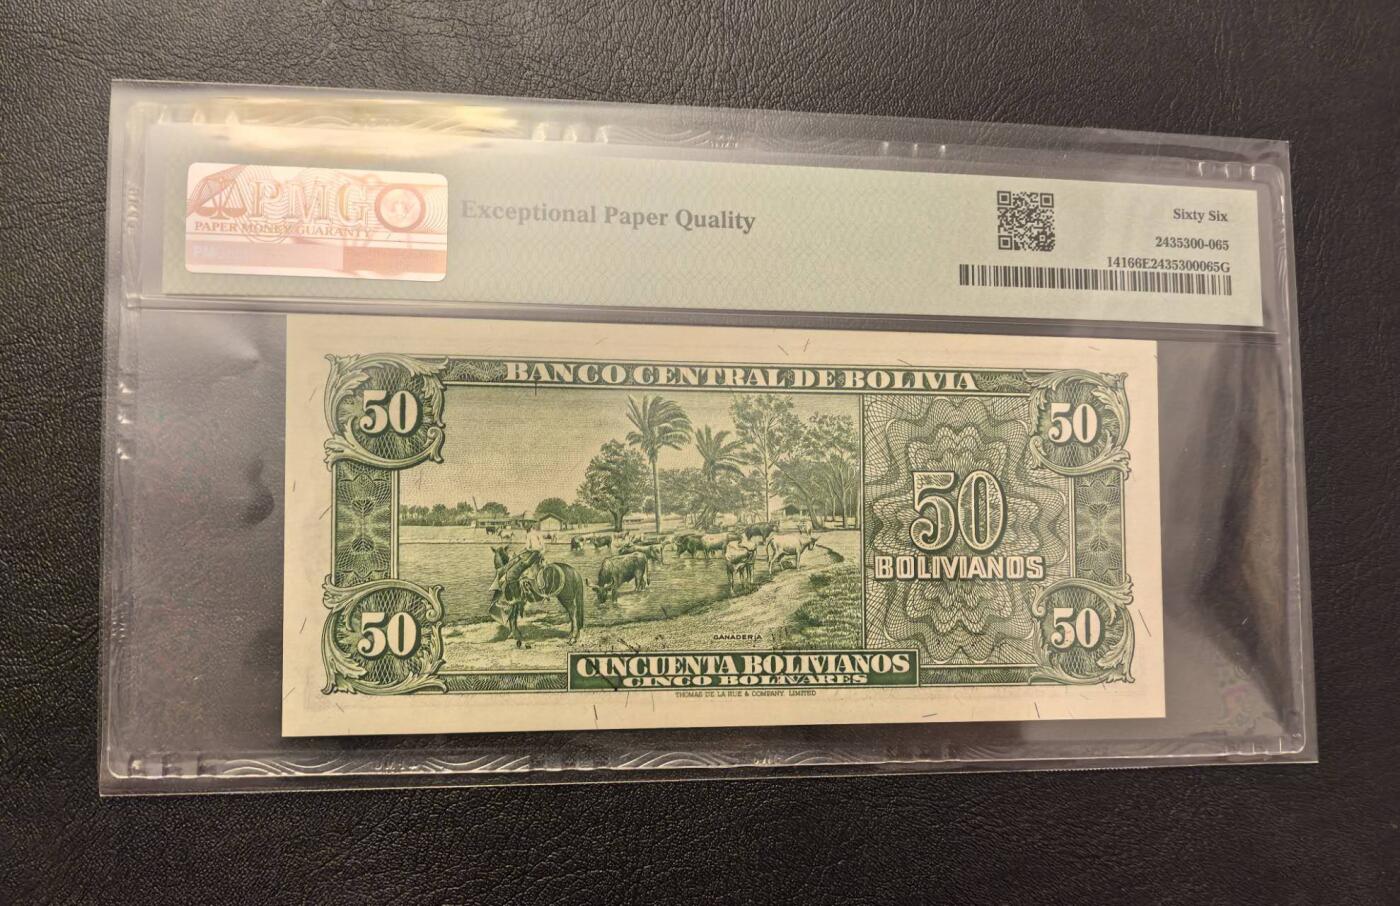 PMG
PAPER MONEY GUARANTY
Exceptional Paper Quality
Sixty Six
2435300-065
14166E2435300065G
BANCO CENTRAL DE BOLIVIA
50
50
50
BOLIVIANOS
GANADERIA
50
50
CINCUENTA BOLIVIANOS
CINCO BOLIVARES
THOMAS DE LA RUE & COMPANY, LIMITED